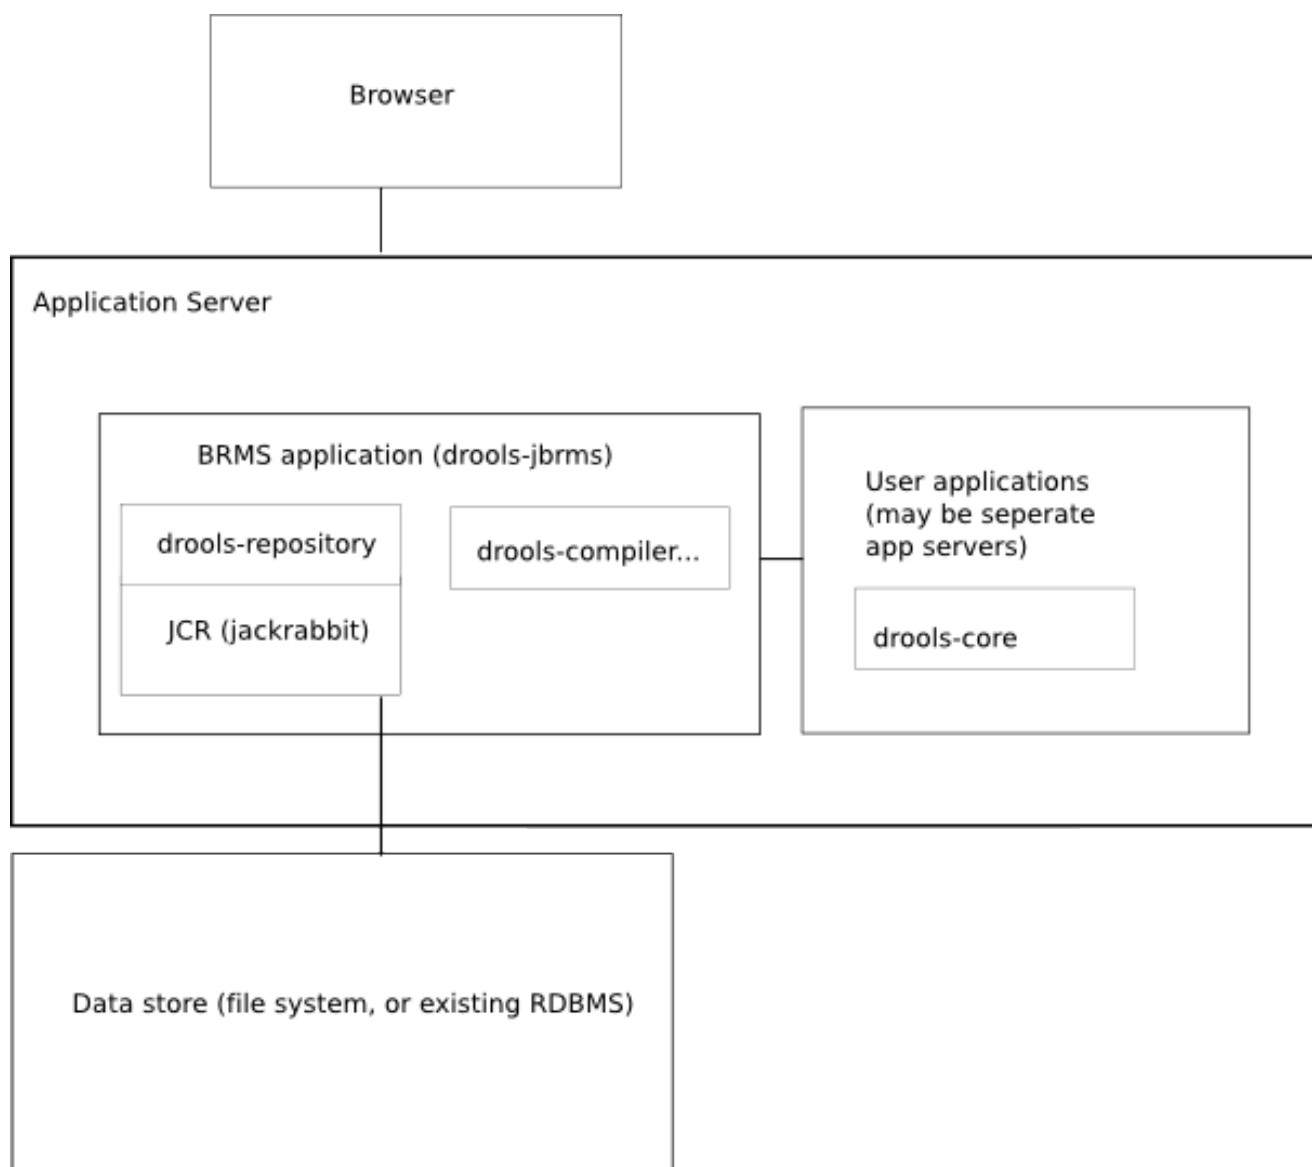 Browser
Application Server
BRMS application (drools-jbrms)
drools-repository
drools-compiler...
JCR (jackrabbit)
User applications
(may be seperate
app servers)
drools-core
Data store (file system, or existing RDBMS)